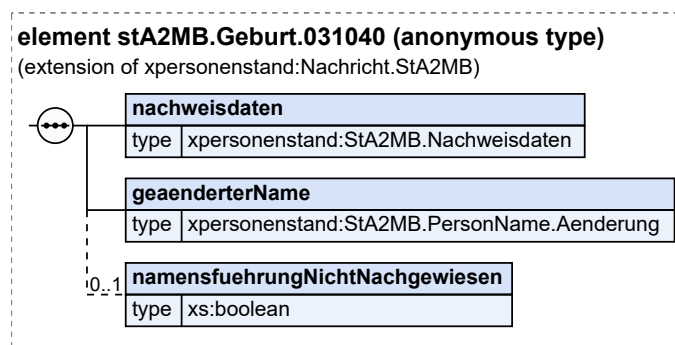 element stA2MB.Geburt.031040 (anonymous type)
(extension of xpersonenstand:Nachricht.StA2MB)
nachweisdaten
type xpersonenstand:StA2MB.Nachweisdaten
geaenderterName
type xpersonenstand:StA2MB.PersonName.Aenderung
0..1 namensfuehrungNichtNachgewiesen
type xs:boolean